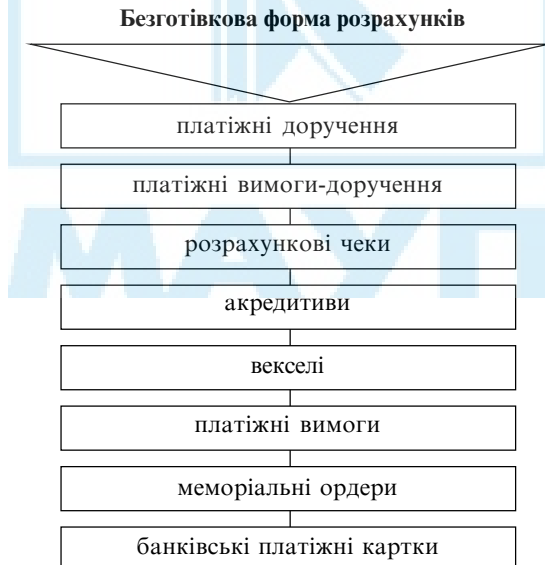 Безготівкова форма розрахунків
платіжні доручення
платіжні вимоги-доручення
розрахункові чеки
МАУП
акредитиви
векселі
платіжні вимоги
меморіальні ордери
банківські платіжні картки